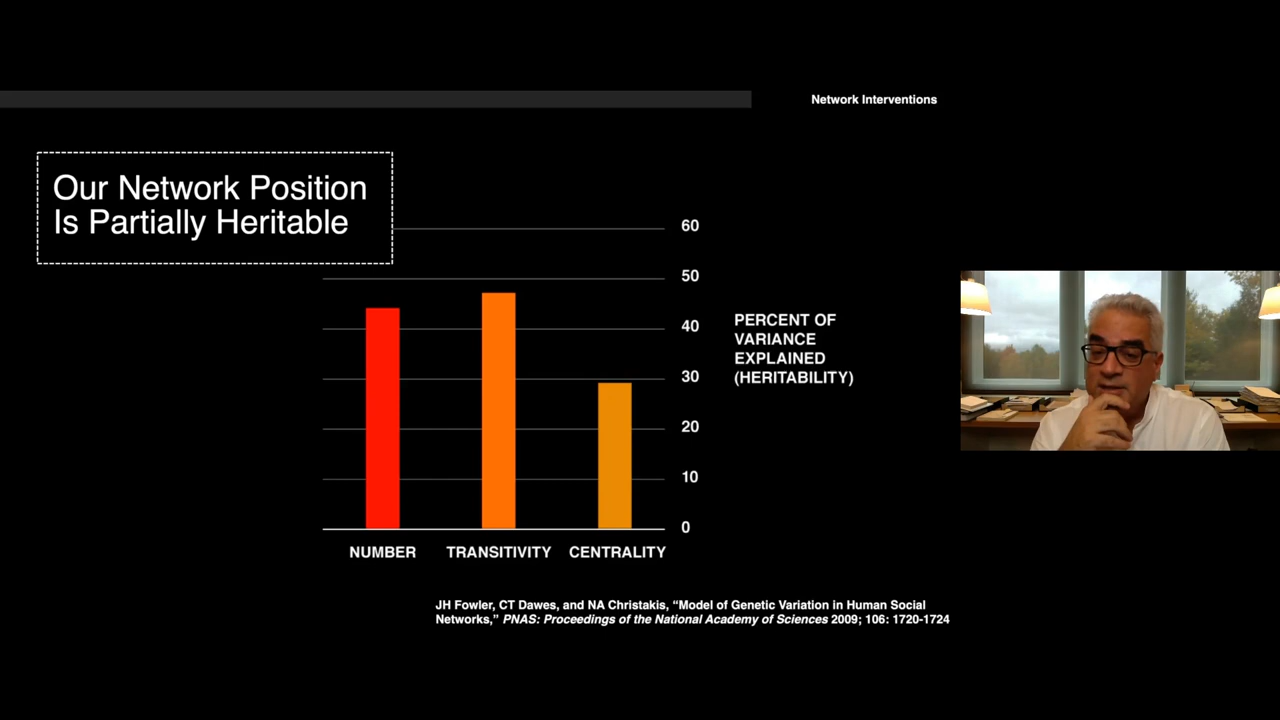 Network Interventions
Our Network Position
Is Partially Heritable
60
50
40
30
20
10
0
PERCENT OF
VARIANCE
EXPLAINED
(HERITABILITY)
NUMBER TRANSITIVITY CENTRALITY
JH Fowler, CT Dawes, and NA Christakis, “Model of Genetic Variation in Human Social
Networks,” PNAS: Proceedings of the National Academy of Sciences 2009; 106: 1720-1724